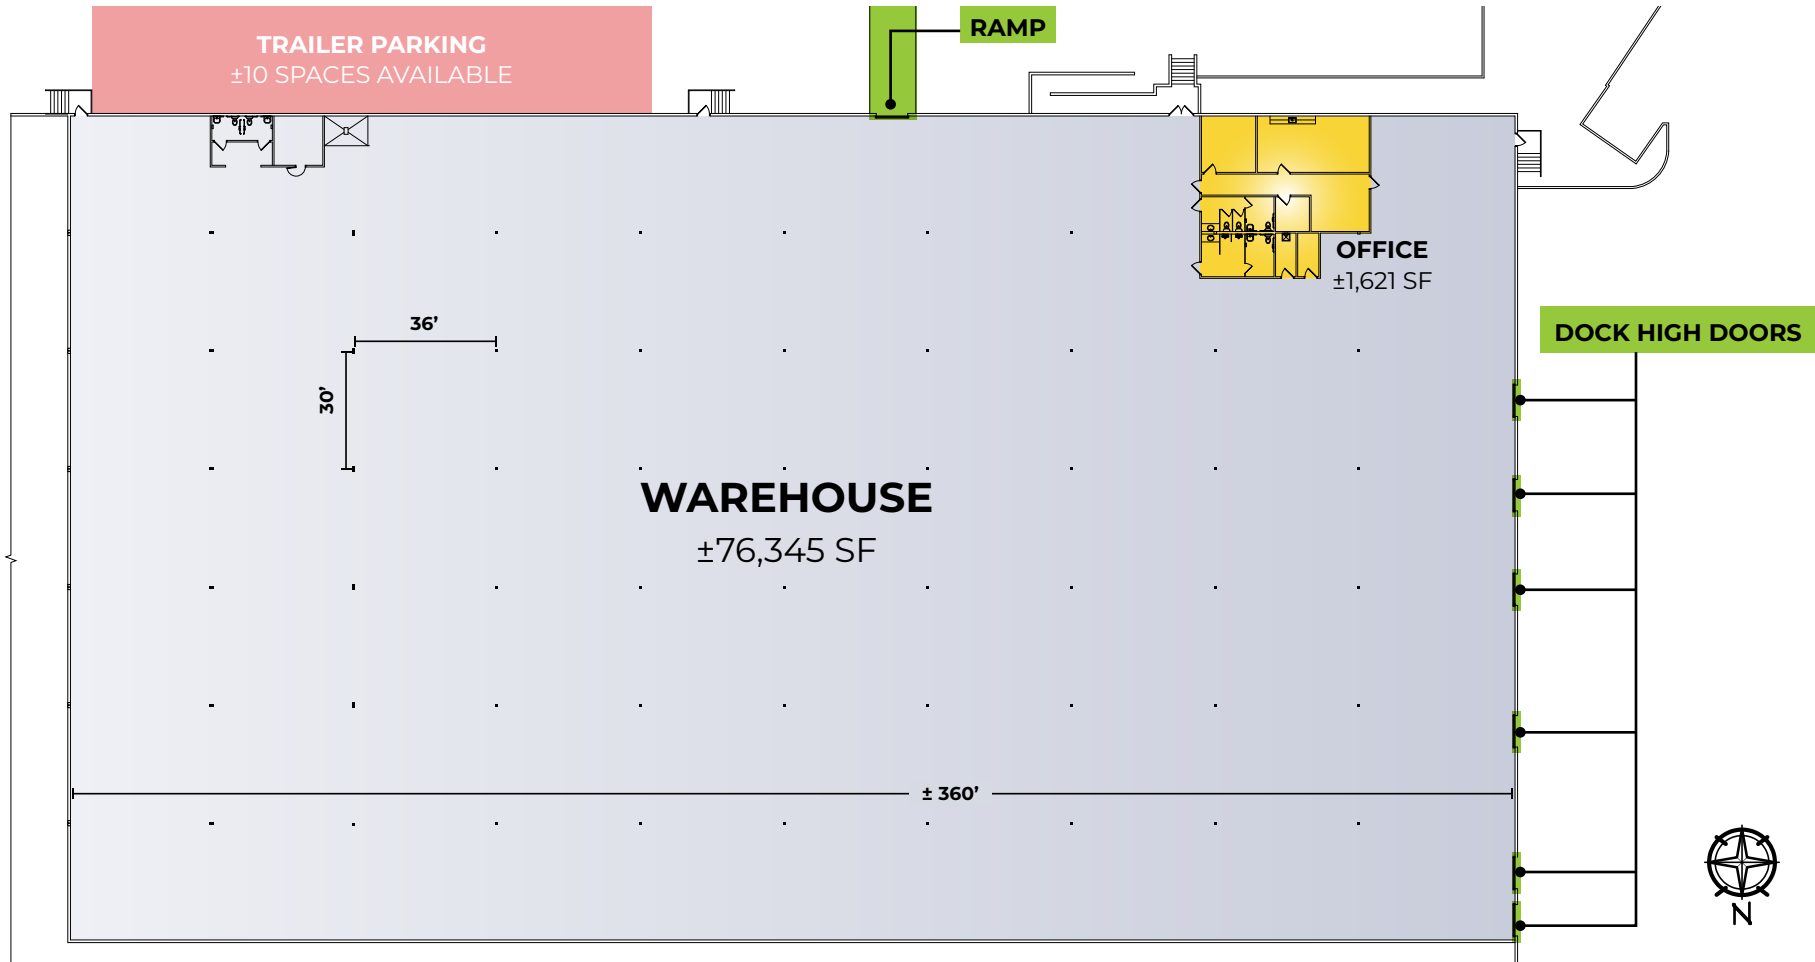 TRAILER PARKING
±10 SPACES AVAILABLE
RAMP
OFFICE
±1,621 SF
36’
30’
DOCK HIGH DOORS
WAREHOUSE
±76,345 SF
± 360’
N